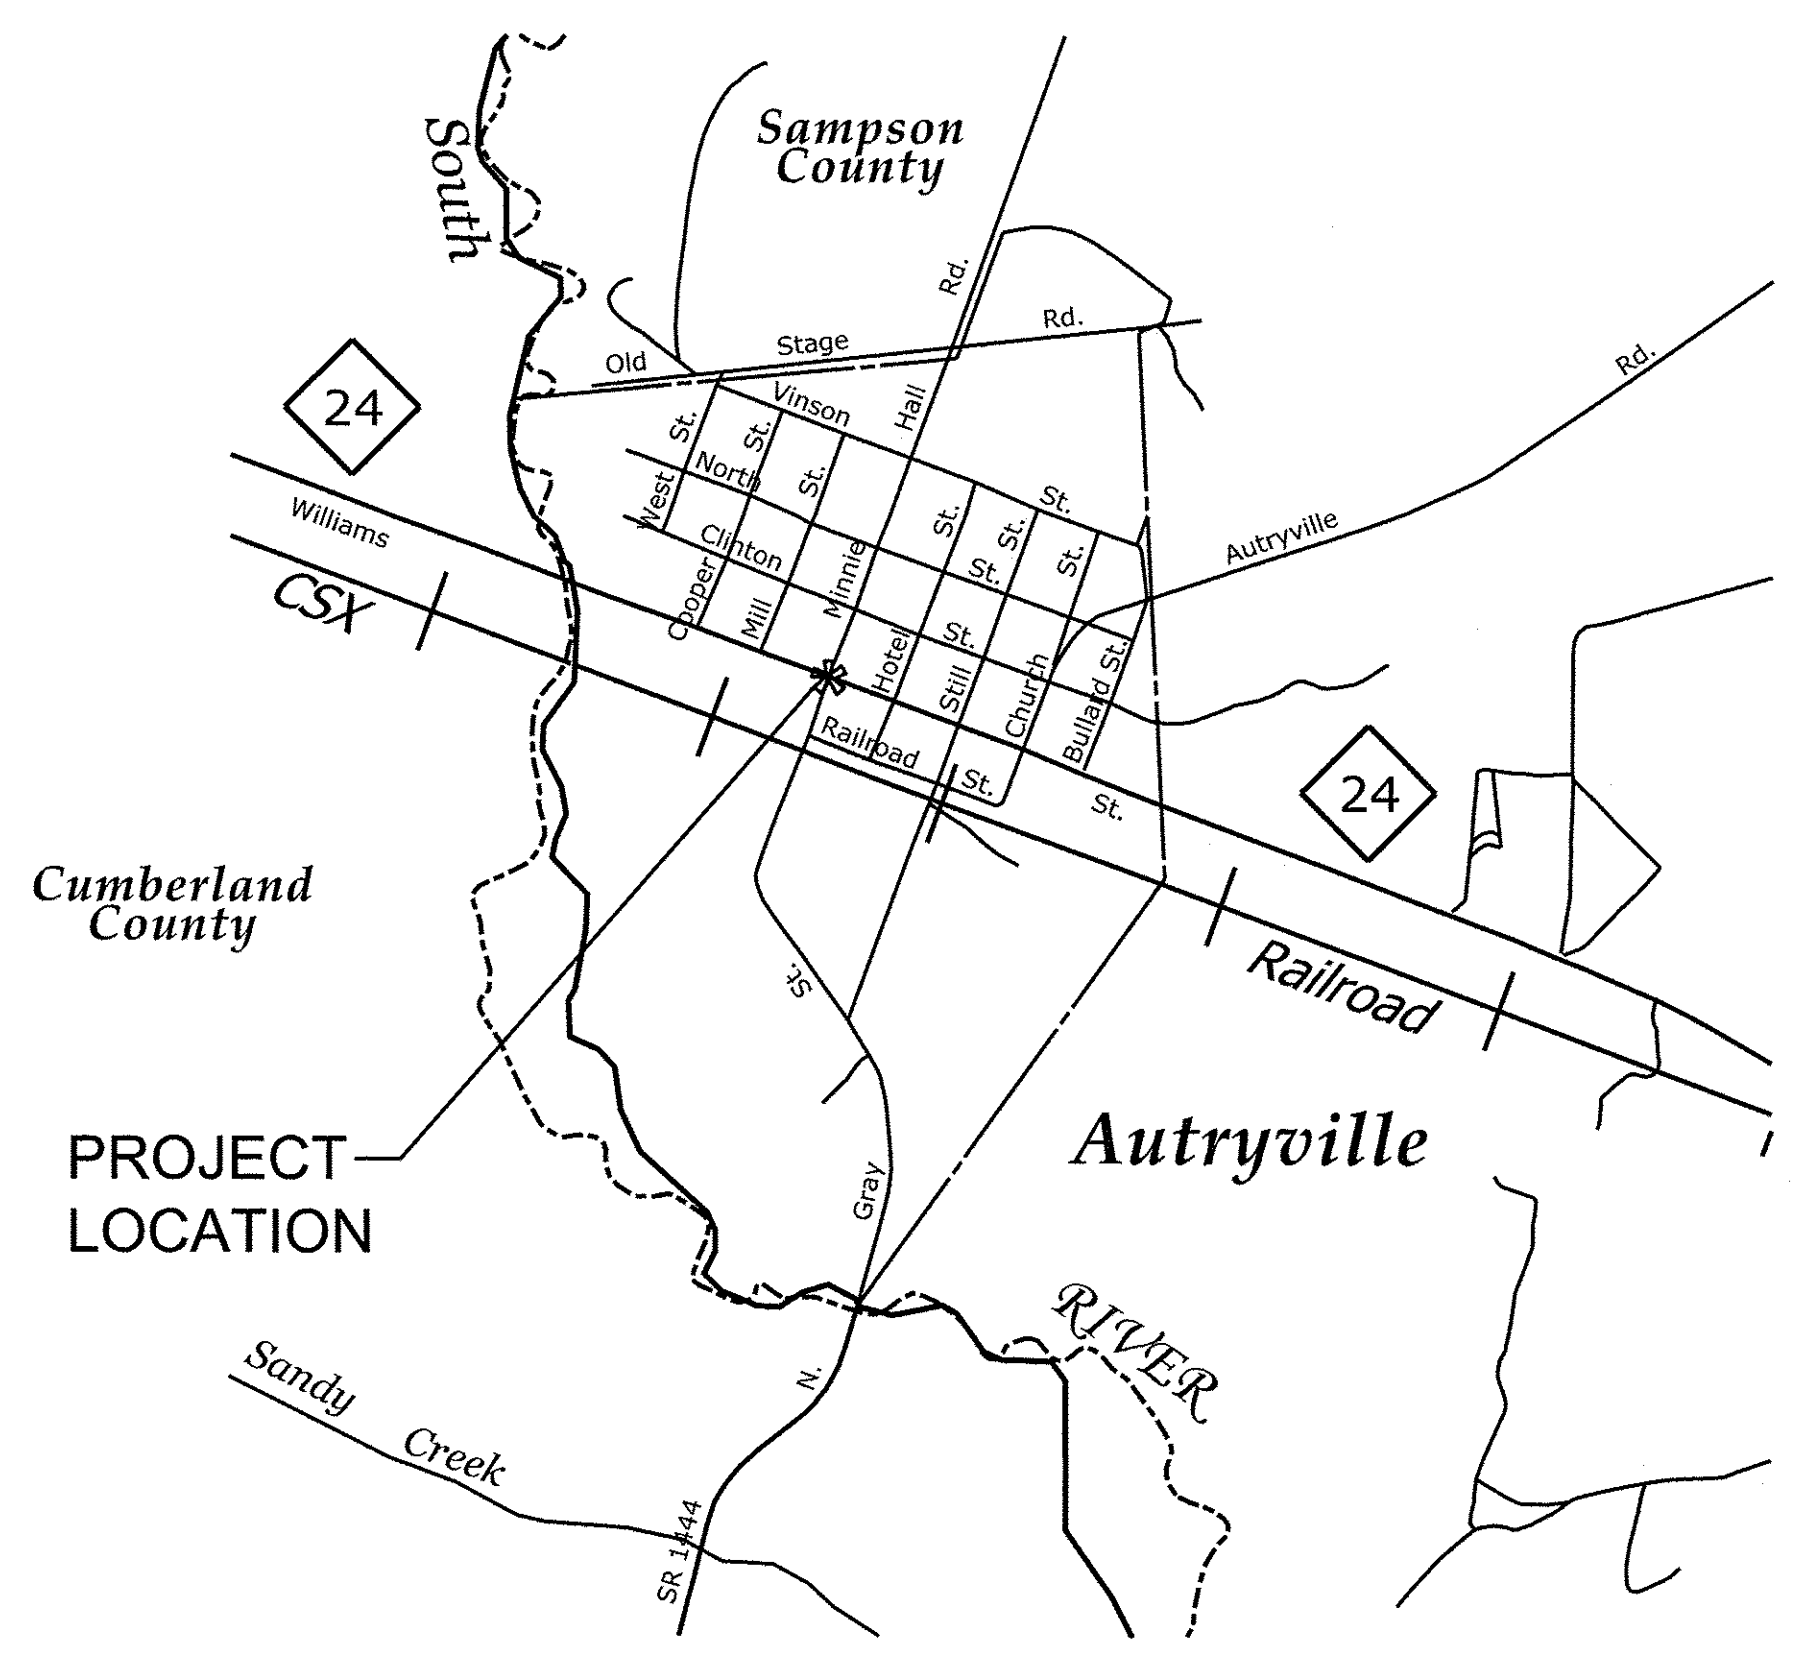 Sampson
County
South
Rd.
Old
Stage
Rd.
24
Vinson
St.
Hall
Rd.
West
St.
Cooper
St.
Mill
St.
Minnie
Hotel
St.
Still
St.
Church
St.
Bullard St.
North
St.
Clinton
St.
Autryville
Williams
St.
CSX
Railroad
St.
24
Railroad
Cumberland
County
St.
Gray
N.
SR 1444
PROJECT
LOCATION
Autryville
RIVER
Sandy
Creek